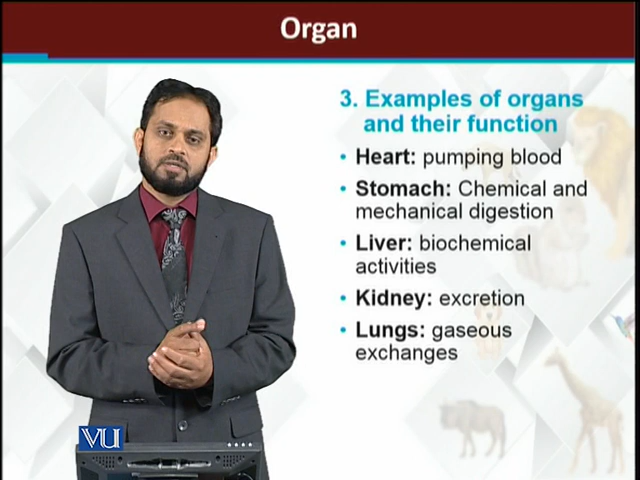 Organ
3. Examples of organs
and their function
• Heart: pumping blood
• Stomach: Chemical and
mechanical digestion
• Liver: biochemical
activities
• Kidney: excretion
• Lungs: gaseous
exchanges
VU